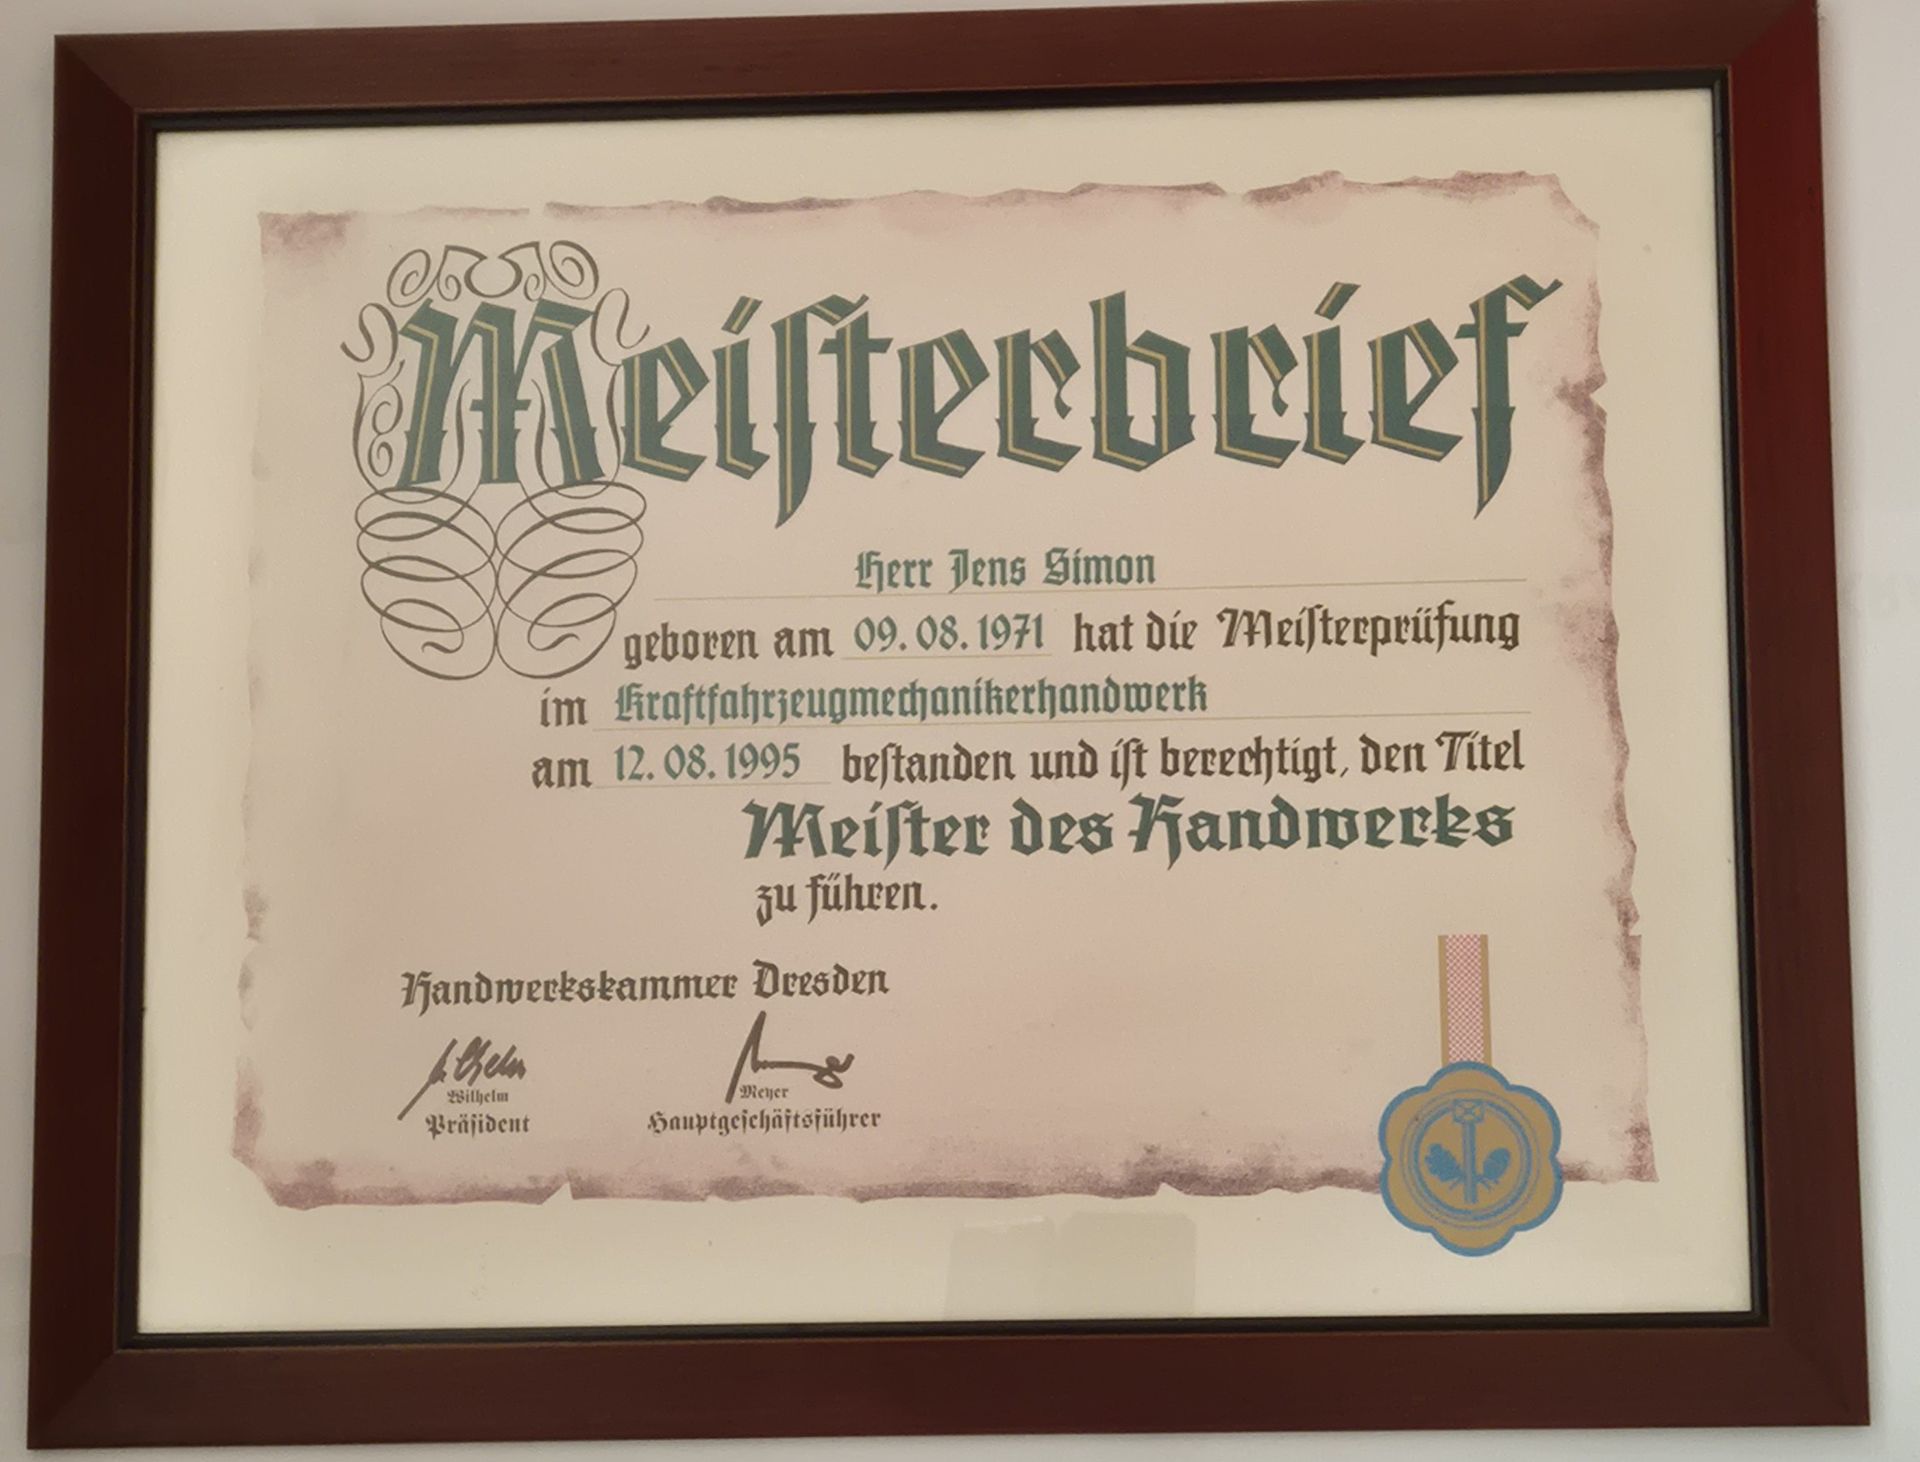 Meiſterbrief
Herr Jens Simon
geboren am 09.08.1971 hat die Meiſterprüfung
im Kraftfahrzeugmechanikerhandwerk
am 12.08.1995 beſtanden und iſt berechtigt, den Titel
Meiſter des Handwerks
zu führen.
Handwerkskammer Dresden
Wilhelm Meyer
Präſident Hauptgeſchäftsführer